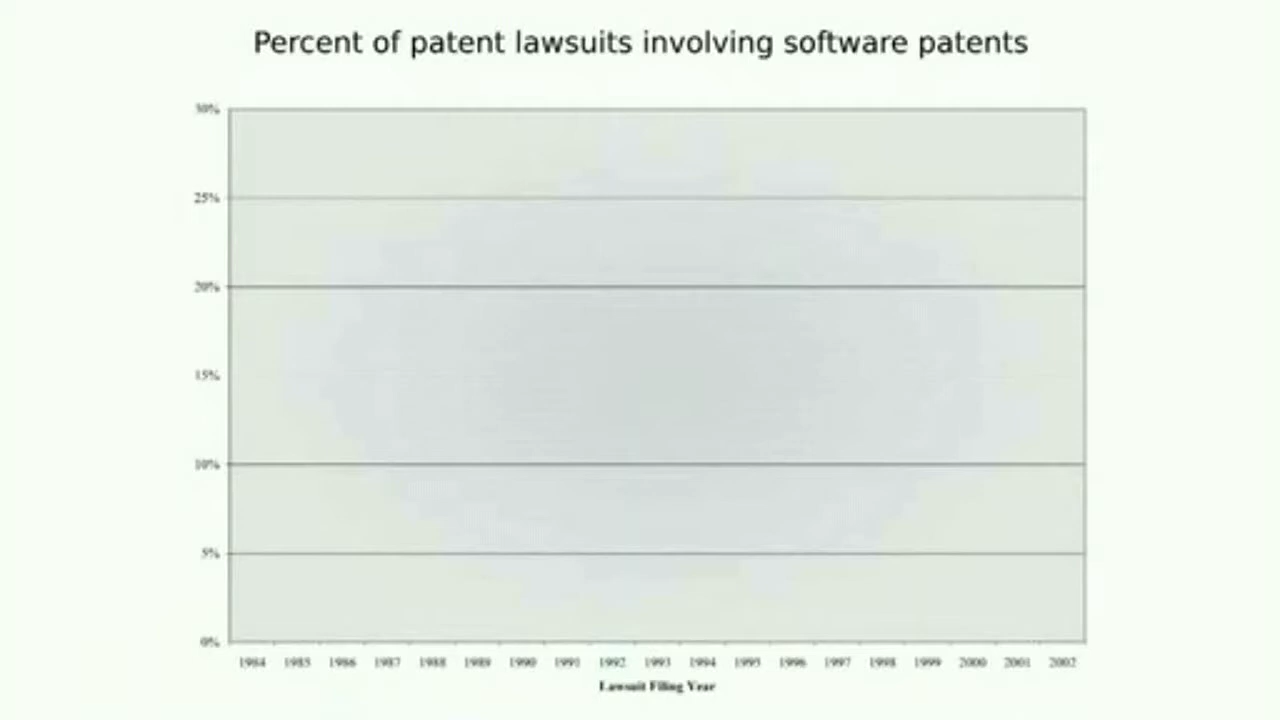 Percent of patent lawsuits involving software patents
30%
25%
20%
15%
10%
5%
0%
1984 1985 1986 1987 1988 1989 1990 1991 1992 1993 1994 1995 1996 1997 1998 1999 2000 2001 2002
Lawsuit Filing Year